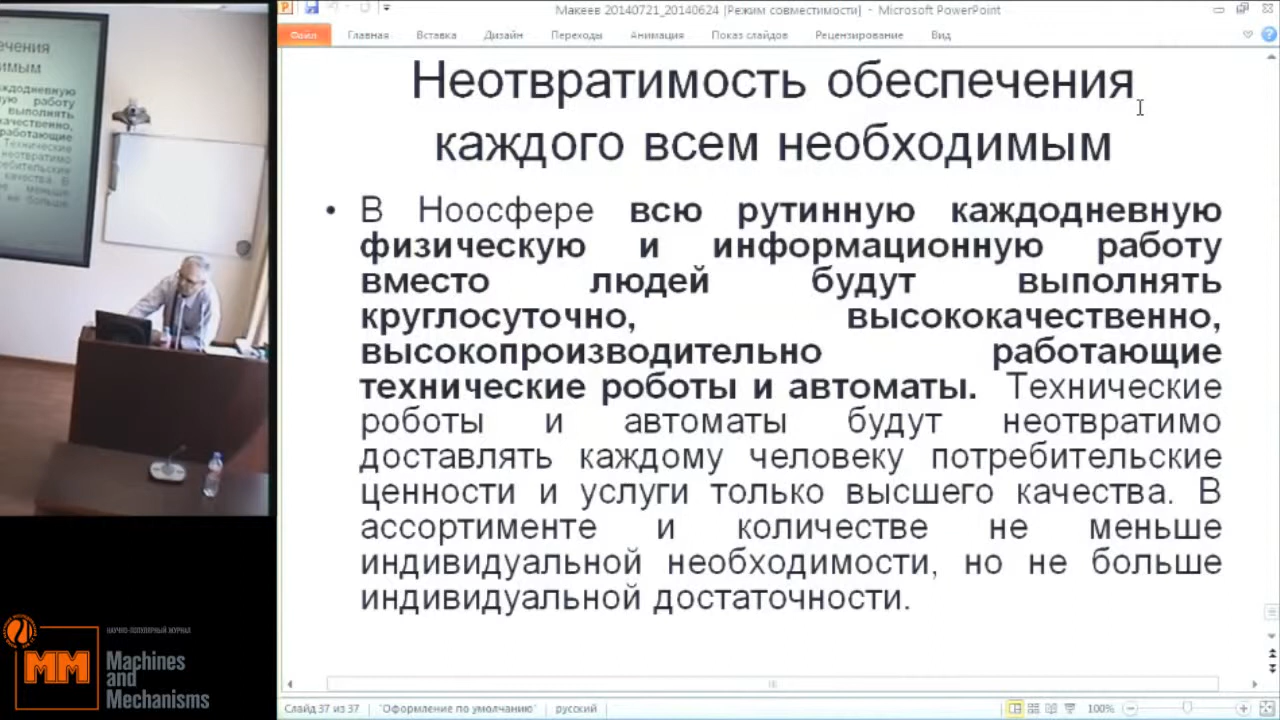 Макеев 20140721_20140624 [Режим совместимости] - Microsoft PowerPoint
Файл Главная Вставка Дизайн Переходы Анимация Показ слайдов Рецензирование Вид
Неотвратимость обеспечения
каждого всем необходимым
• В Ноосфере всю рутинную каждодневную
физическую и информационную работу
вместо людей будут выполнять
круглосуточно, высококачественно,
высокопроизводительно работающие
технические роботы и автоматы. Технические
роботы и автоматы будут неотвратимо
доставлять каждому человеку потребительские
ценности и услуги только высшего качества. В
ассортименте и количестве не меньше
индивидуальной необходимости, но не больше
индивидуальной достаточности.
Слайд 37 из 37 "Оформление по умолчанию" русский 100%
НАУЧНО-ПОПУЛЯРНЫЙ ЖУРНАЛ
ММ
Machines
and
Mechanisms